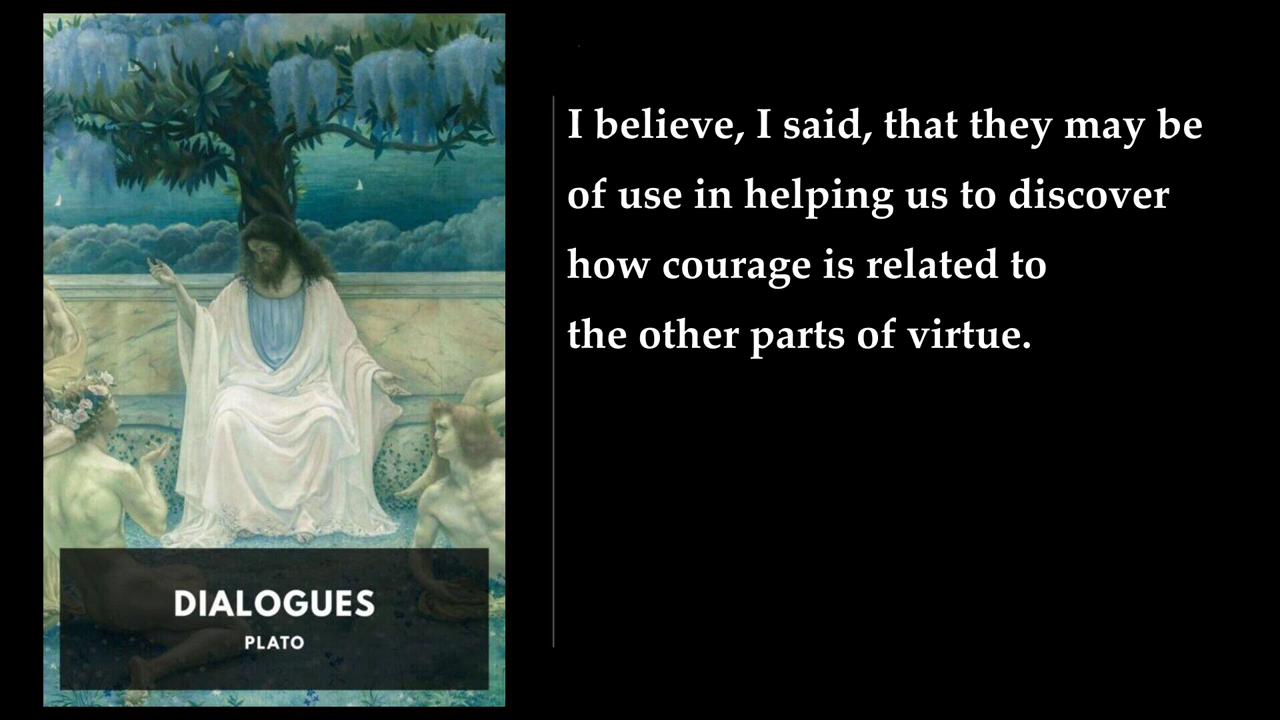 I believe, I said, that they may be
of use in helping us to discover
how courage is related to
the other parts of virtue.
DIALOGUES
PLATO